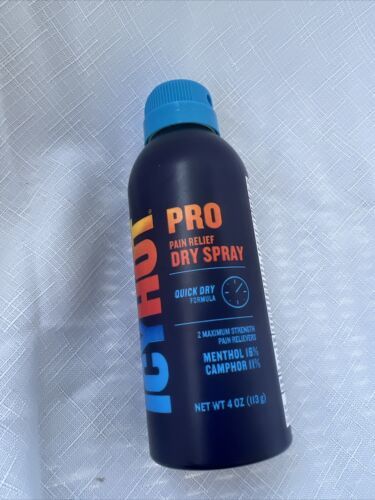 ICY HOT
PRO
PAIN RELIEF
DRY SPRAY
QUICK DRY
FORMULA
2 MAXIMUM STRENGTH
PAIN RELIEVERS
MENTHOL 16%
CAMPHOR 11%
NET WT 4 OZ (113 g)